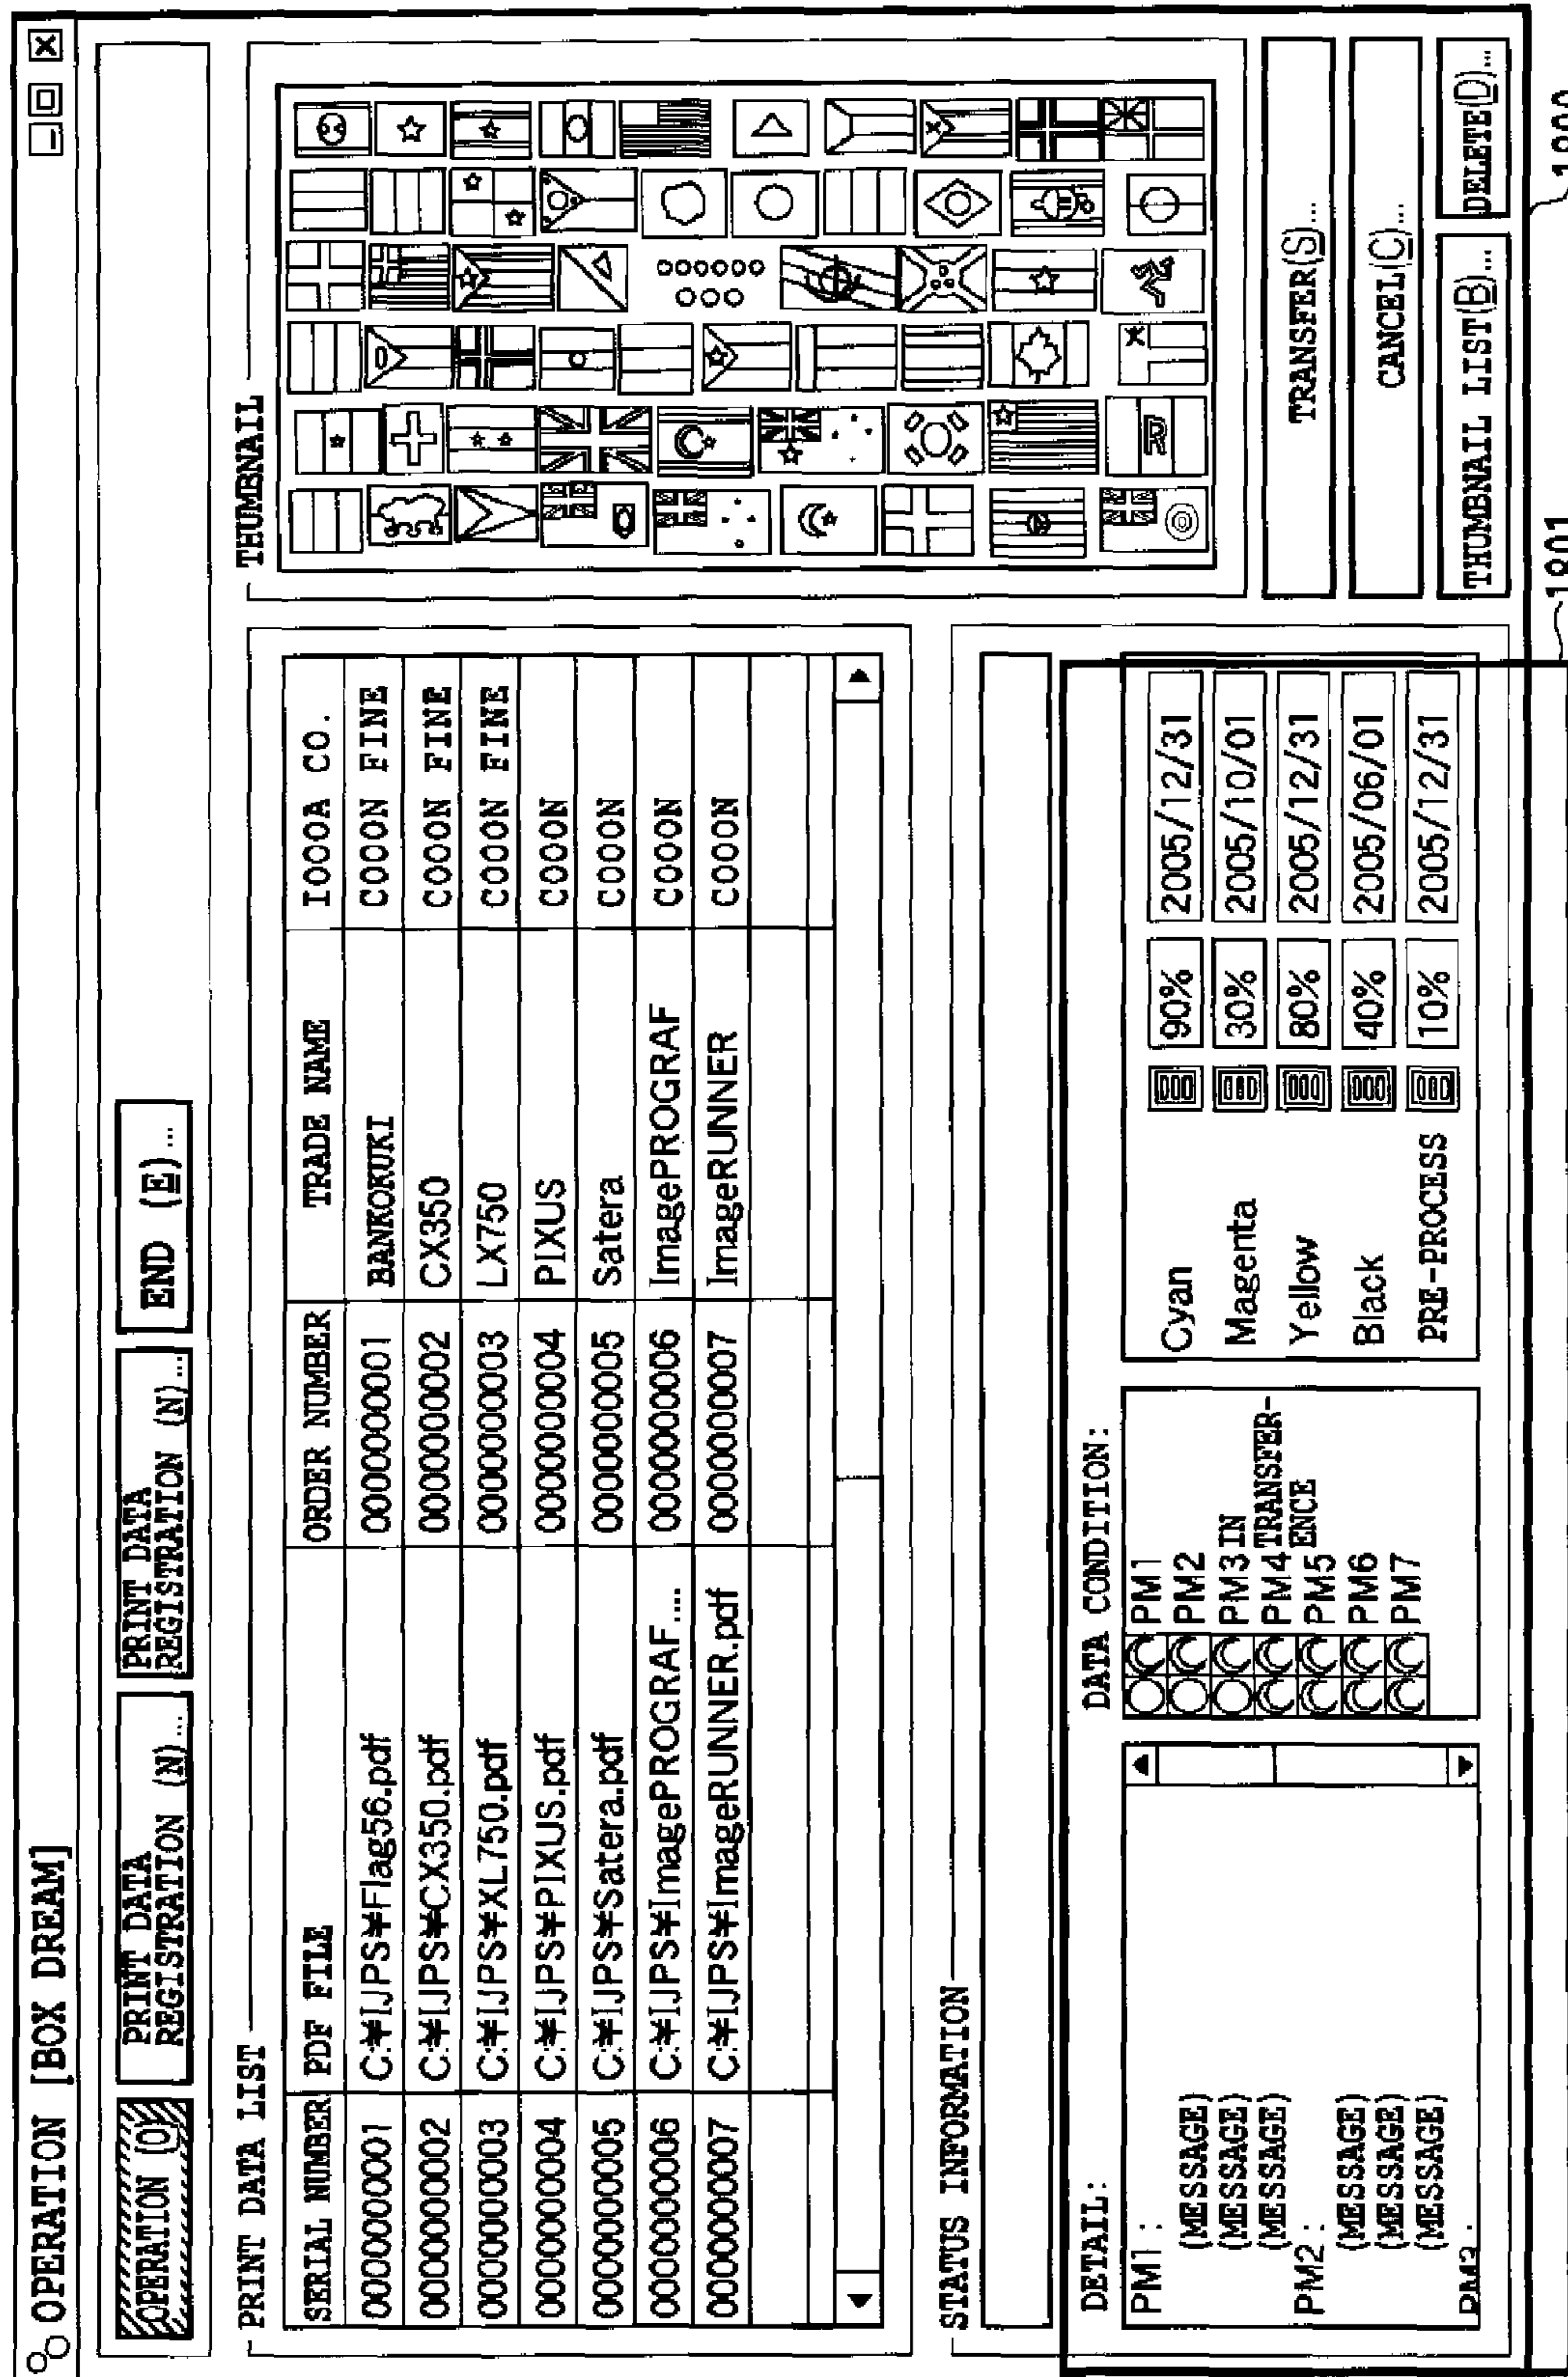 OPERATION [BOX DREAM]
OPERATION (O)
PRINT DATA
REGISTRATION (N)...
PRINT DATA
REGISTRATION (N)...
END (E)...
PRINT DATA LIST
SERIAL NUMBER PDF FILE ORDER NUMBER TRADE NAME IOOOA CO.
0000000001 C:¥IJPS¥Flag56.pdf 0000000001 BANKOKUKI COOON FINE
0000000002 C:¥IJPS¥CX350.pdf 0000000002 CX350 COOON FINE
0000000003 C:¥IJPS¥XL750.pdf 0000000003 LX750 COOON FINE
0000000004 C:¥IJPS¥PIXUS.pdf 0000000004 PIXUS COOON
0000000005 C:¥IJPS¥Satera.pdf 0000000005 Satera COOON
0000000006 C:¥IJPS¥ImagePROGRAF.... 0000000006 ImagePROGRAF COOON
0000000007 C:¥IJPS¥ImageRUNNER.pdf 0000000007 ImageRUNNER COOON
THUMBNAIL
TRANSFER(S)...
CANCEL(C)...
THUMBNAIL LIST(B)...
DELETE(D)...
STATUS INFORMATION
DETAIL:
PM1 :
(MESSAGE)
(MESSAGE)
(MESSAGE)
PM2 :
(MESSAGE)
(MESSAGE)
(MESSAGE)
PM3 :
DATA CONDITION:
PM1
PM2
PM3 IN
PM4 TRANSFER-
PM5 ENCE
PM6
PM7
Cyan 90% 2005/12/31
Magenta 30% 2005/10/01
Yellow 80% 2005/12/31
Black 40% 2005/06/01
PRE-PROCESS 10% 2005/12/31
1801